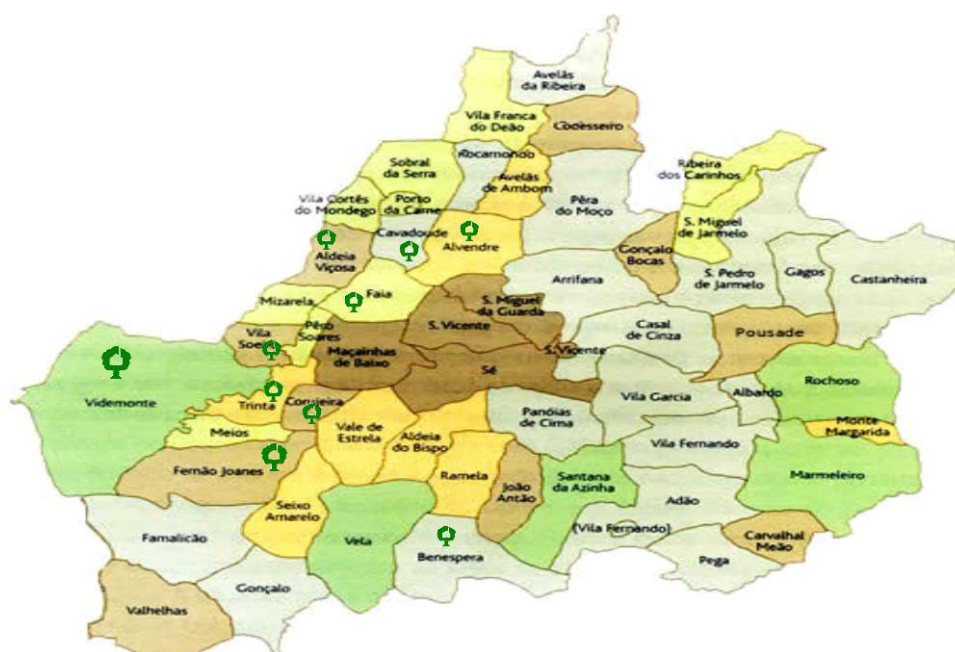 Avelãs
da Ribeira
Vila Franca
do Deão
Codesseiro
Rocamondo
Sobral
da Serra
Avelãs
de Ambom
Ribeira
dos Carinhos
Vila Cortês
do Mondego
Porto
da Carne
Pêra
do Moço
S. Miguel
de Jarmelo
Cavadoude
Alvendre
Aldeia
Viçosa
Gonçalo
Bocas
Arrifana
S. Pedro
de Jarmelo
Gagos
Castanheira
Mizarela
Faia
S. Miguel
da Guarda
Pêro
Soares
S. Vicente
Casal
de Cinza
Pousade
Vila
Maçainhas
de Baixo
S. Vicente
Sé
Rochoso
Videmonte
Trinta
Corujeira
Vila Garcia
Albardo
Meios
Vale de
Estrela
Aldeia
do Bispo
Panóias
de Cima
Monte
Margarida
Vila Fernando
Fernão Joanes
Ramela
João
Antão
Santana
da Azinha
Marmeleiro
Seixo
Amarelo
Adão
Famalicão
Vela
Benespera
(Vila Fernando)
Carvalhal
Meão
Pega
Gonçalo
Valhelhas